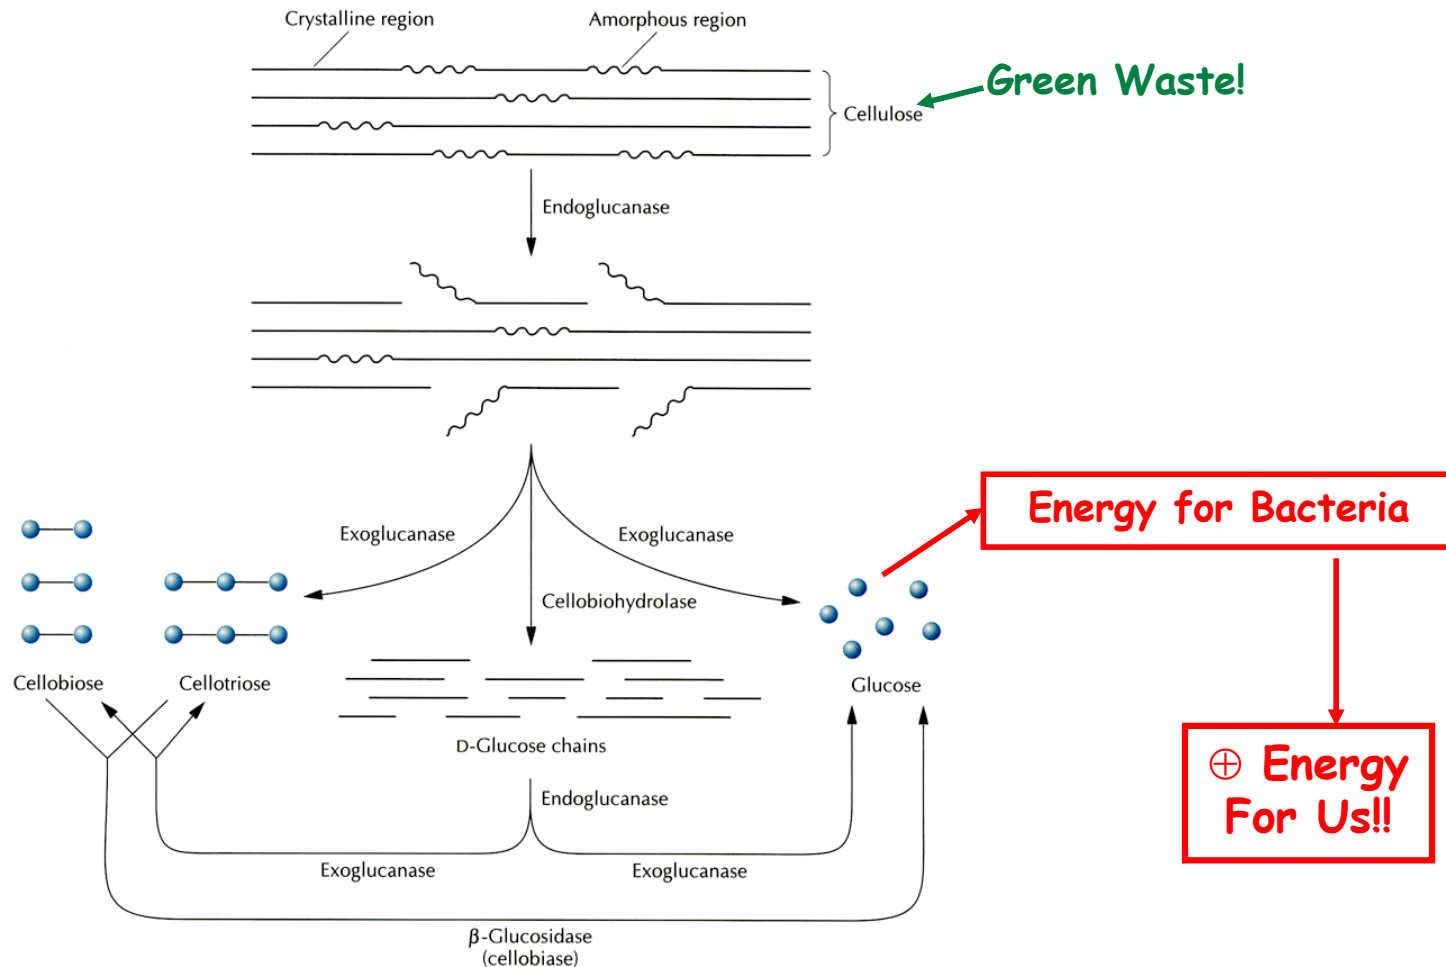 Crystalline region
Amorphous region
Green Waste!
Cellulose
Endoglucanase
Energy for Bacteria
Exoglucanase
Exoglucanase
Cellobiohydrolase
Cellobiose
Cellotriose
Glucose
D-Glucose chains
⊕ Energy
For Us!!
Endoglucanase
Exoglucanase
Exoglucanase
β-Glucosidase
(cellobiase)